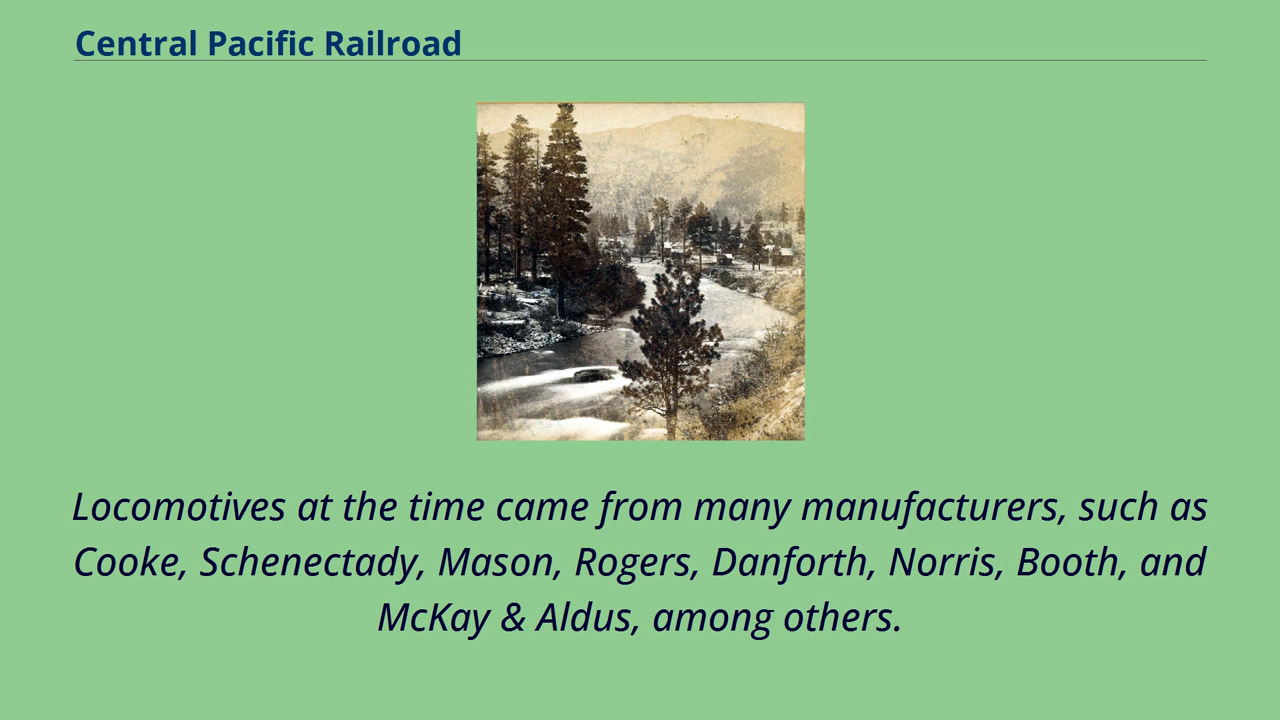 Central Pacific Railroad
Locomotives at the time came from many manufacturers, such as
Cooke, Schenectady, Mason, Rogers, Danforth, Norris, Booth, and
McKay & Aldus, among others.